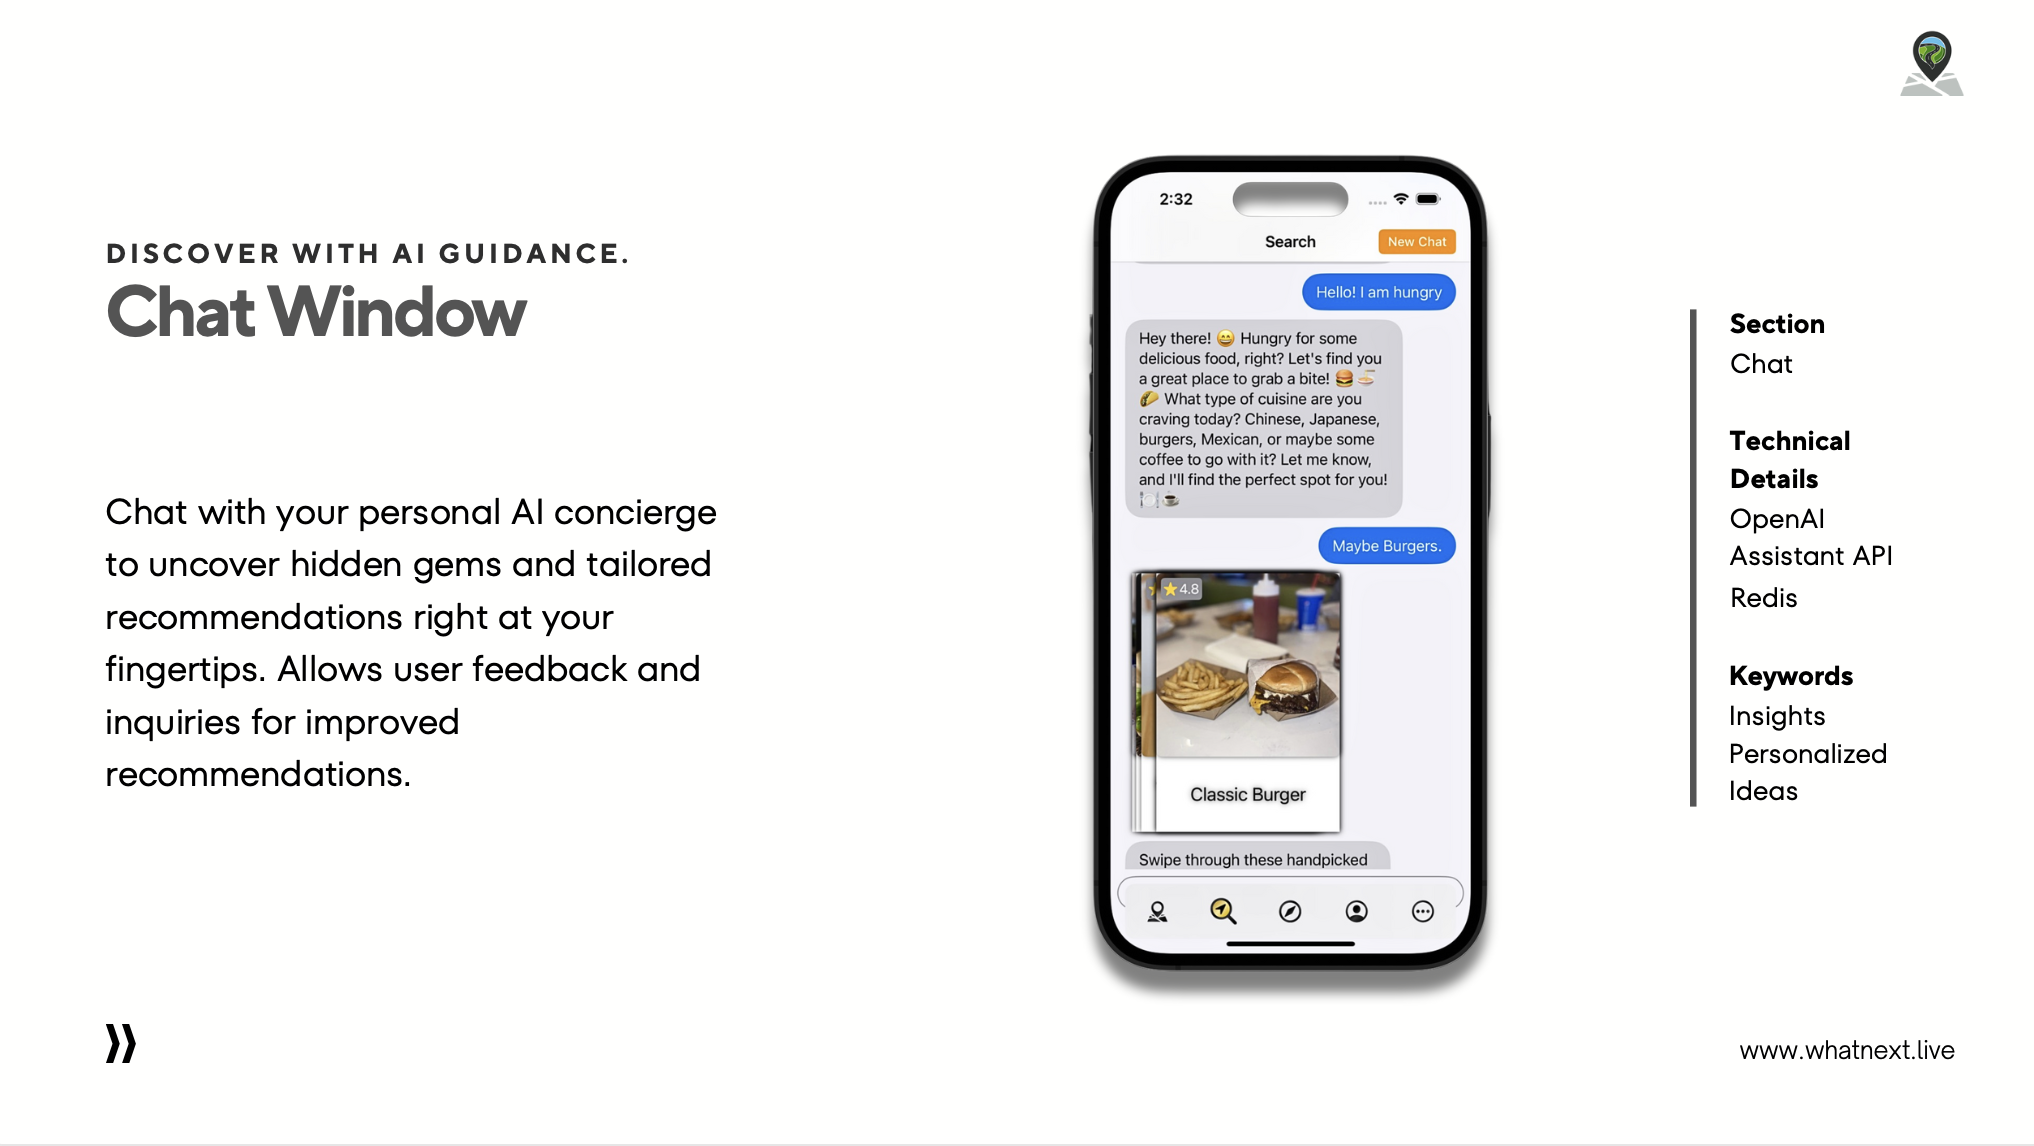 DISCOVER WITH AI GUIDANCE.
Chat Window
Chat with your personal AI concierge
to uncover hidden gems and tailored
recommendations right at your
fingertips. Allows user feedback and
inquiries for improved
recommendations.
2:32
Search
New Chat
Hello! I am hungry
Hey there! 😄 Hungry for some
delicious food, right? Let's find you
a great place to grab a bite! 🍔 🍜
🌮 What type of cuisine are you
craving today? Chinese, Japanese,
burgers, Mexican, or maybe some
coffee to go with it? Let me know,
and I'll find the perfect spot for you!
🍽️ ☕
Maybe Burgers.
⭐ 4.8
Classic Burger
Swipe through these handpicked
Section
Chat
Technical
Details
OpenAI
Assistant API
Redis
Keywords
Insights
Personalized
Ideas
www.whatnext.live